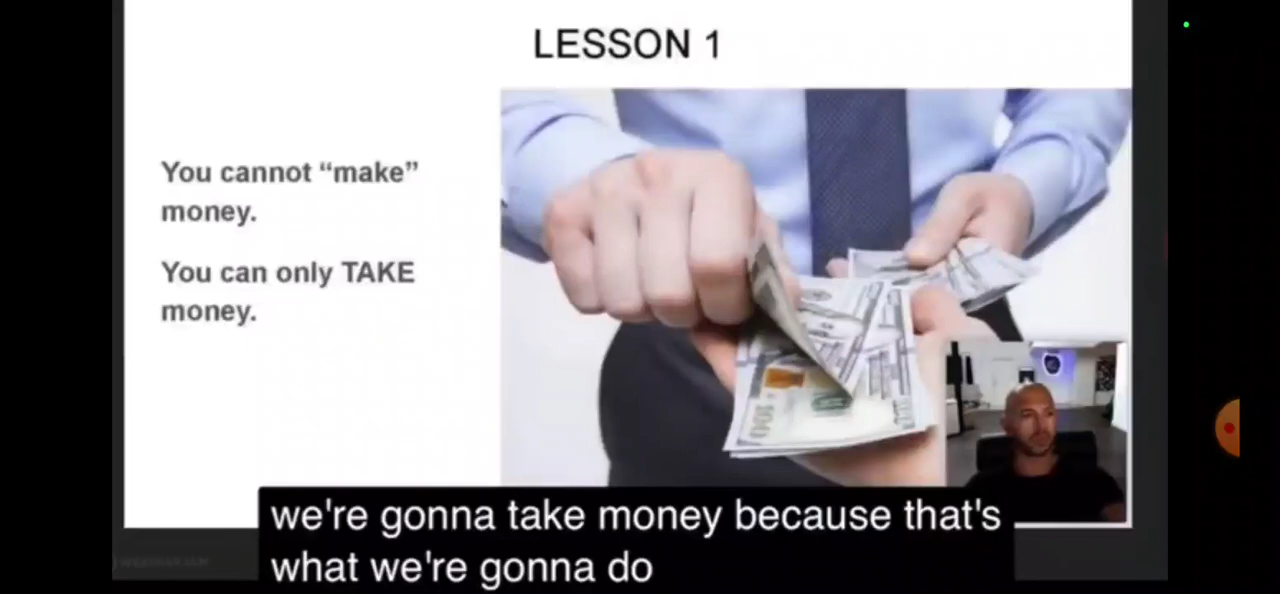 LESSON 1
You cannot “make”
money.
You can only TAKE
money.
100
we're gonna take money because that's
what we're gonna do